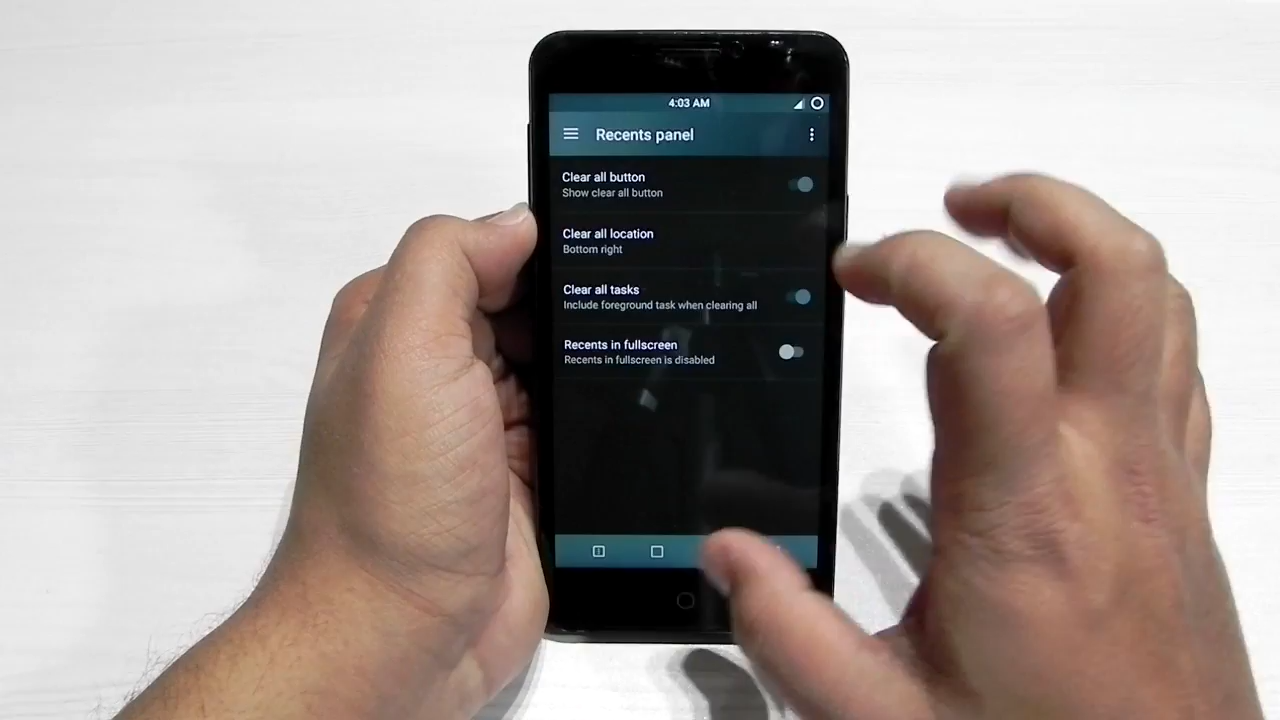 4:03 AM
Recents panel
Clear all button
Show clear all button
Clear all location
Bottom right
Clear all tasks
Include foreground task when clearing all
Recents in fullscreen
Recents in fullscreen is disabled